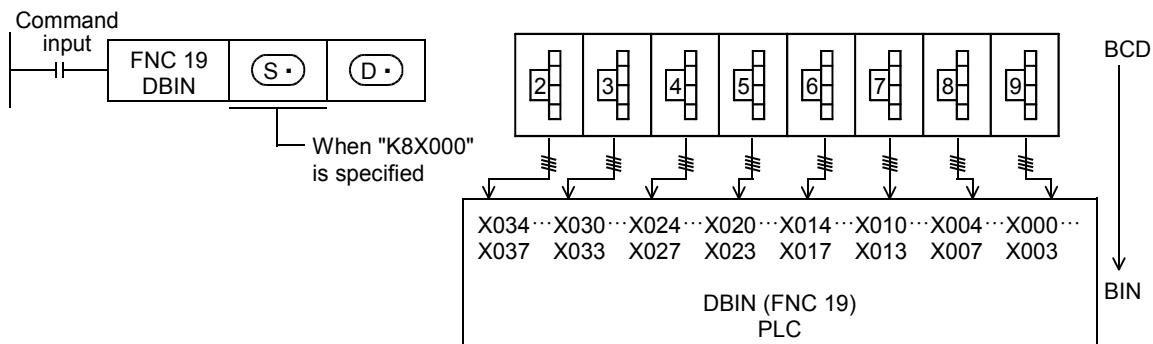 Command
input
FNC 19
DBIN
S・
D・
When "K8X000"
is specified
2 3 4 5 6 7 8 9
BCD
X034⋯X030⋯X024⋯X020⋯X014⋯X010⋯X004⋯X000⋯
X037 X033 X027 X023 X017 X013 X007 X003
BIN
DBIN (FNC 19)
PLC